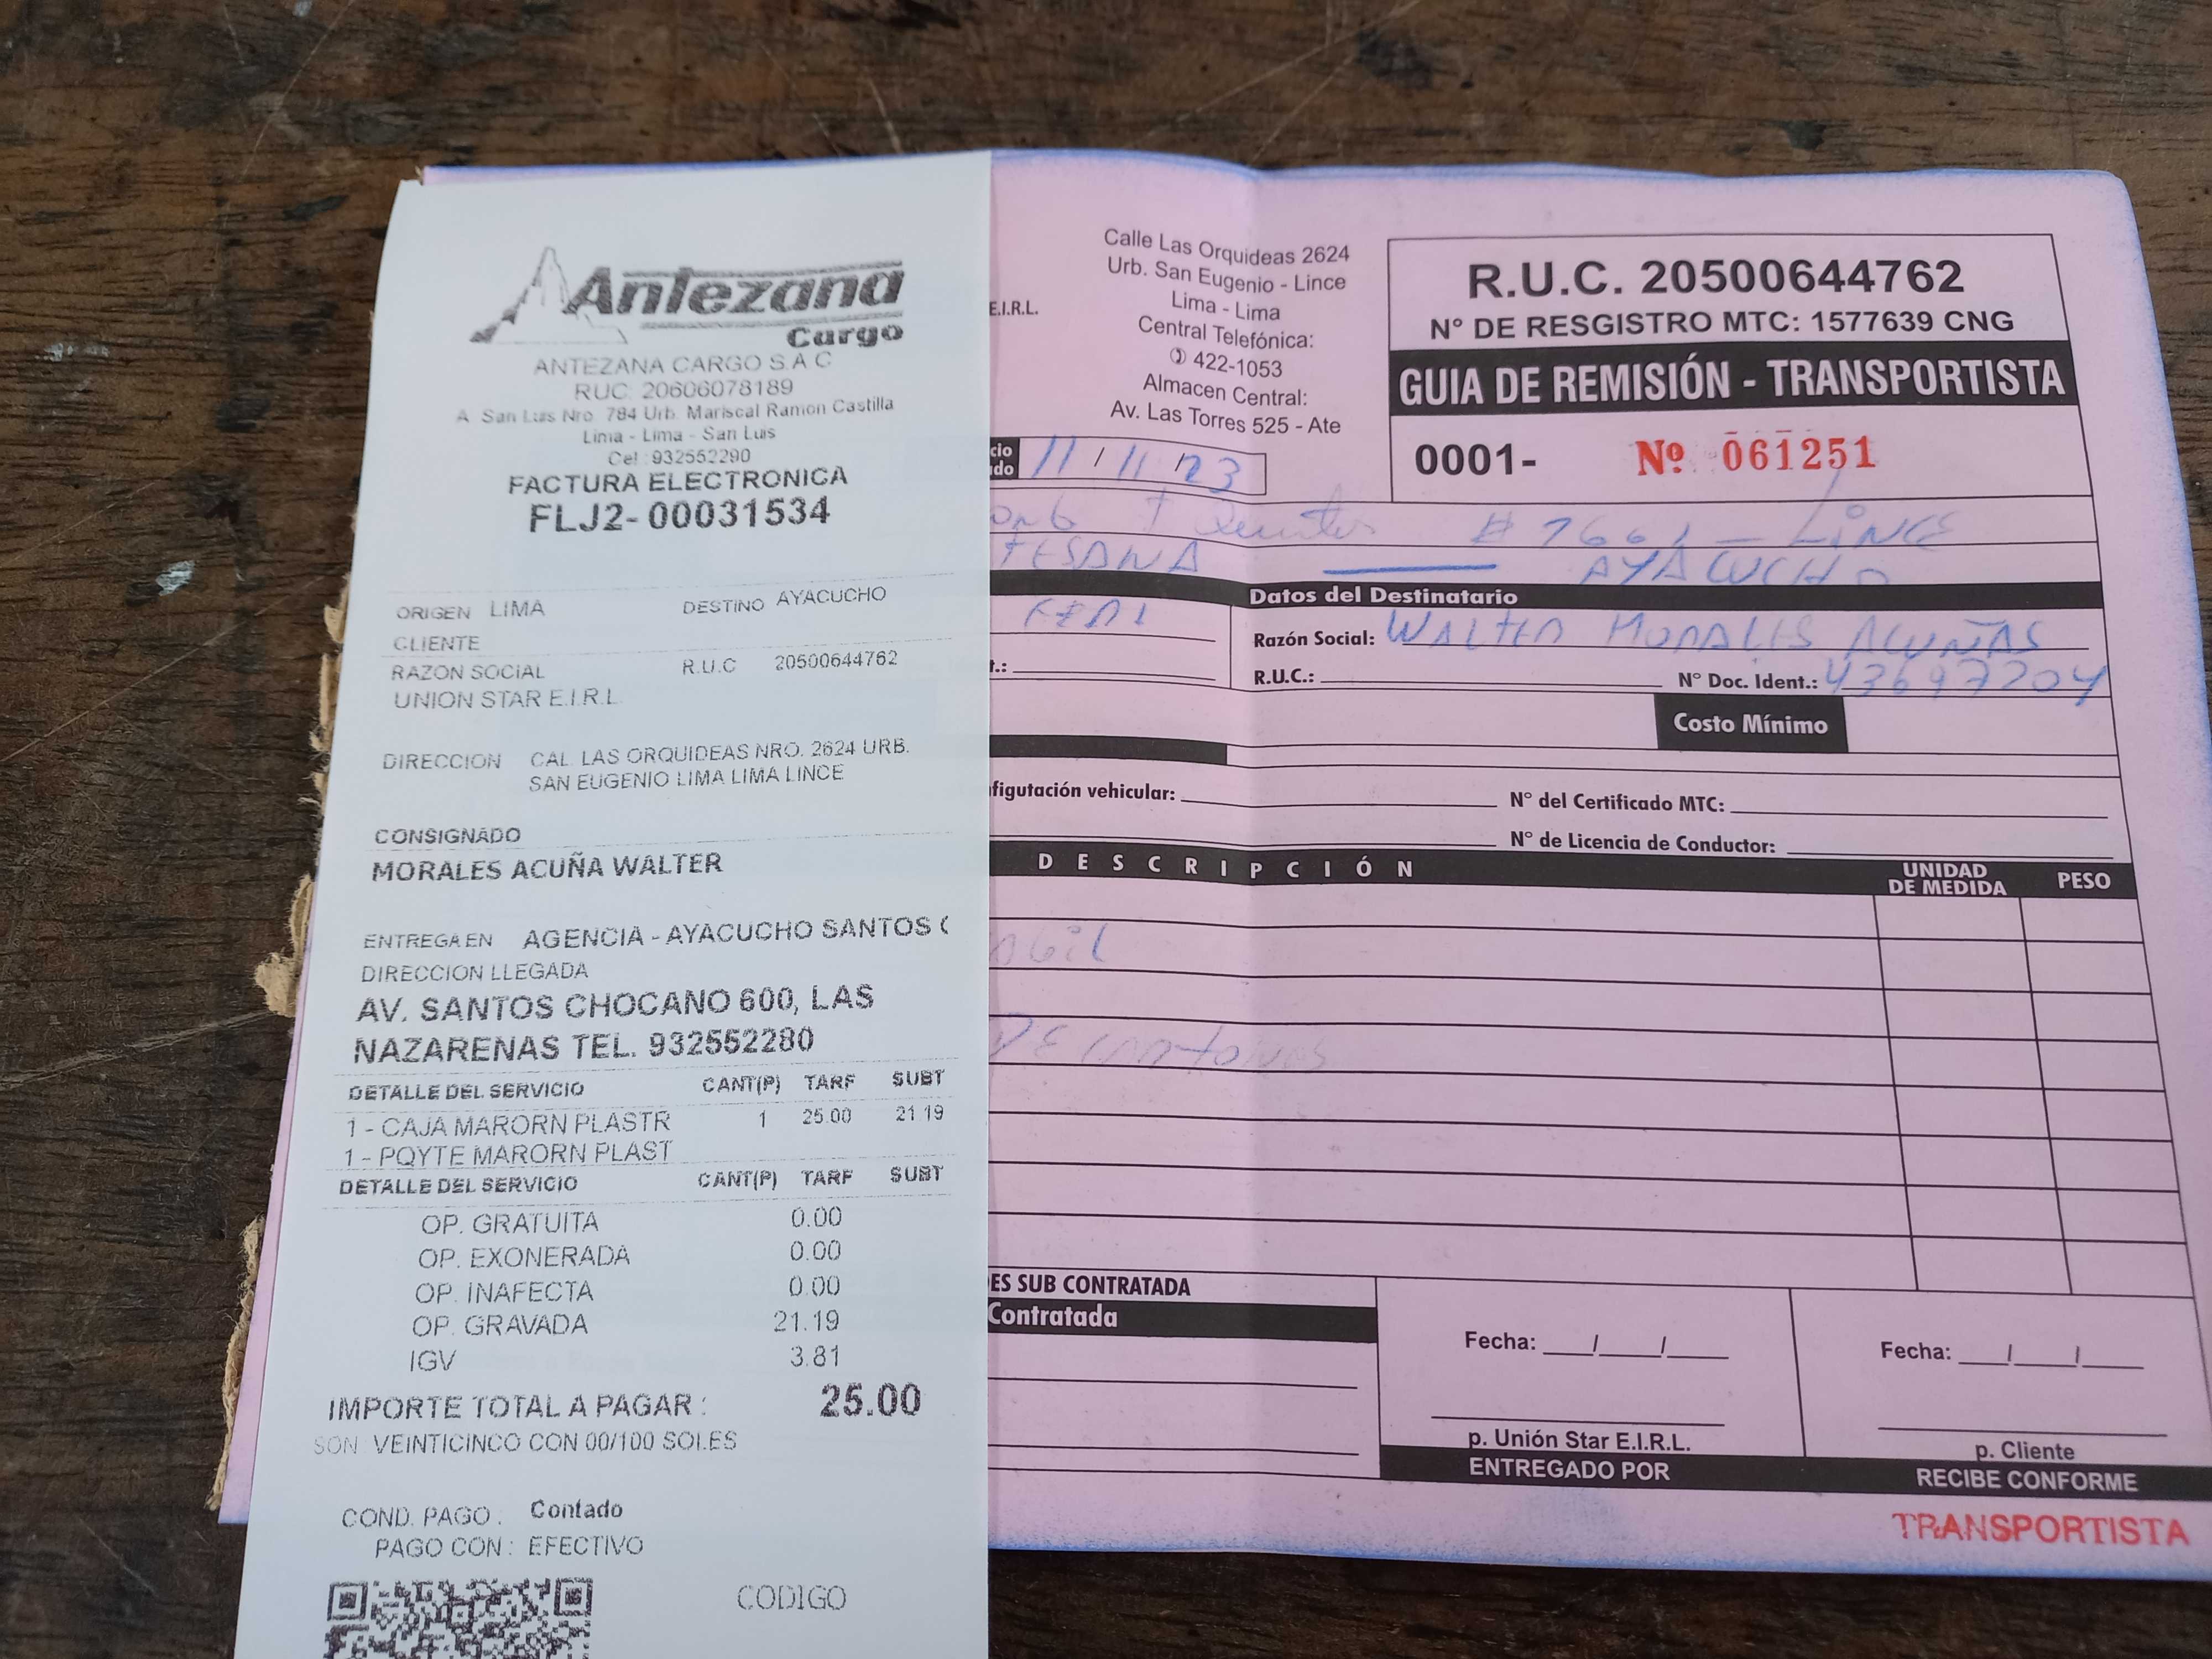 Antezana
Cargo
ANTEZANA CARGO S.A.C
RUC: 20606078189
A. San Luis Nro. 784 Urb. Mariscal Ramon Castilla
Lima - Lima - San Luis
Cel.:932552290
FACTURA ELECTRONICA
FLJ2- 00031534
ORIGEN LIMA DESTINO AYACUCHO
CLIENTE
RAZON SOCIAL R.U.C 20500644762
UNION STAR E.I.R.L.
DIRECCION CAL. LAS ORQUIDEAS NRO. 2624 URB.
SAN EUGENIO LIMA LIMA LINCE
CONSIGNADO
MORALES ACUÑA WALTER
ENTREGA EN AGENCIA - AYACUCHO SANTOS
DIRECCION LLEGADA
AV. SANTOS CHOCANO 600, LAS
NAZARENAS TEL. 932552280
DETALLE DEL SERVICIO CANT(P) TARF SUBT
1 - CAJA MARORN PLASTR 1 25.00 21.19
1 - PQYTE MARORN PLAST
DETALLE DEL SERVICIO CANT(P) TARF SUBT
OP. GRATUITA 0.00
OP. EXONERADA 0.00
OP. INAFECTA 0.00
OP. GRAVADA 21.19
IGV 3.81
IMPORTE TOTAL A PAGAR : 25.00
SON VEINTICINCO CON 00/100 SOLES
COND. PAGO : Contado
PAGO CON : EFECTIVO
CODIGO
E.I.R.L.
Calle Las Orquideas 2624
Urb. San Eugenio - Lince
Lima - Lima
Central Telefónica:
422-1053
Almacen Central:
Av. Las Torres 525 - Ate
R.U.C. 20500644762
N° DE RESGISTRO MTC: 1577639 CNG
GUIA DE REMISIÓN - TRANSPORTISTA
0001- Nº 061251
11 / 11 / 23
LINCE
AYACUCHO
Datos del Destinatario
Razón Social: WALTER MORALES ACUÑAS
R.U.C.: N° Doc. Ident.: 43697204
Costo Mínimo
figutación vehicular: N° del Certificado MTC:
N° de Licencia de Conductor:
DESCRIPCIÓN UNIDAD DE MEDIDA PESO
ES SUB CONTRATADA
Contratada
Fecha: / / Fecha: / /
p. Unión Star E.I.R.L. p. Cliente
ENTREGADO POR RECIBE CONFORME
TRANSPORTISTA